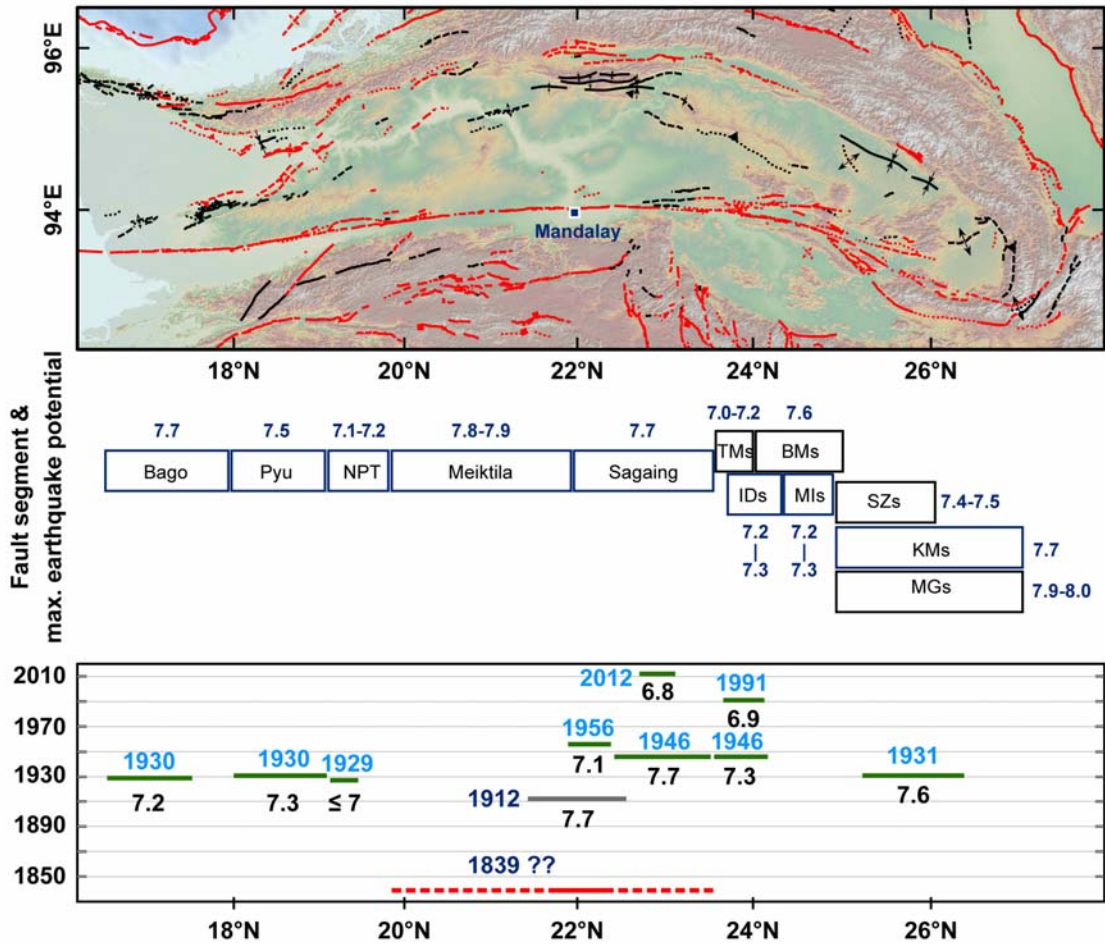 96°E
94°E
Mandalay
18°N 20°N 22°N 24°N 26°N
Fault segment &
max. earthquake potential
7.7 7.5 7.1-7.2 7.8-7.9 7.7 7.0-7.2 7.6
Bago Pyu NPT Meiktila Sagaing TMs BMs
IDs MIs SZs 7.4-7.5
7.2 | 7.3 7.2 | 7.3 KMs 7.7
MGs 7.9-8.0
2010
1970
1930
1890
1850
2012
6.8
1991
6.9
1956
7.1
1946
7.7
1946
7.3
1931
7.6
1930
7.2
1930
7.3
1929
≤ 7
1912
7.7
1839 ??
18°N 20°N 22°N 24°N 26°N